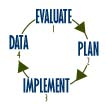 EVALUATE
1
PLAN
2
IMPLEMENT
3
DATA
4